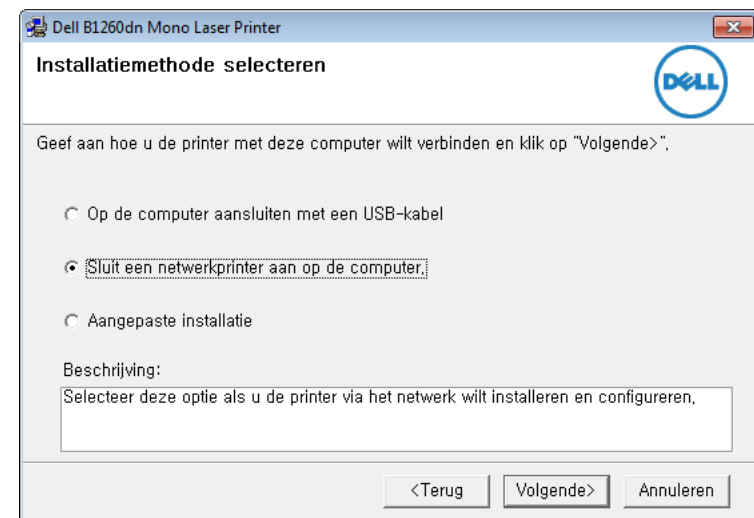 Dell B1260dn Mono Laser Printer
Installatiemethode selecteren
DELL
Geef aan hoe u de printer met deze computer wilt verbinden en klik op "Volgende>".
Op de computer aansluiten met een USB-kabel
Sluit een netwerkprinter aan op de computer.
Aangepaste installatie
Beschrijving:
Selecteer deze optie als u de printer via het netwerk wilt installeren en configureren.
<Terug
Volgende>
Annuleren